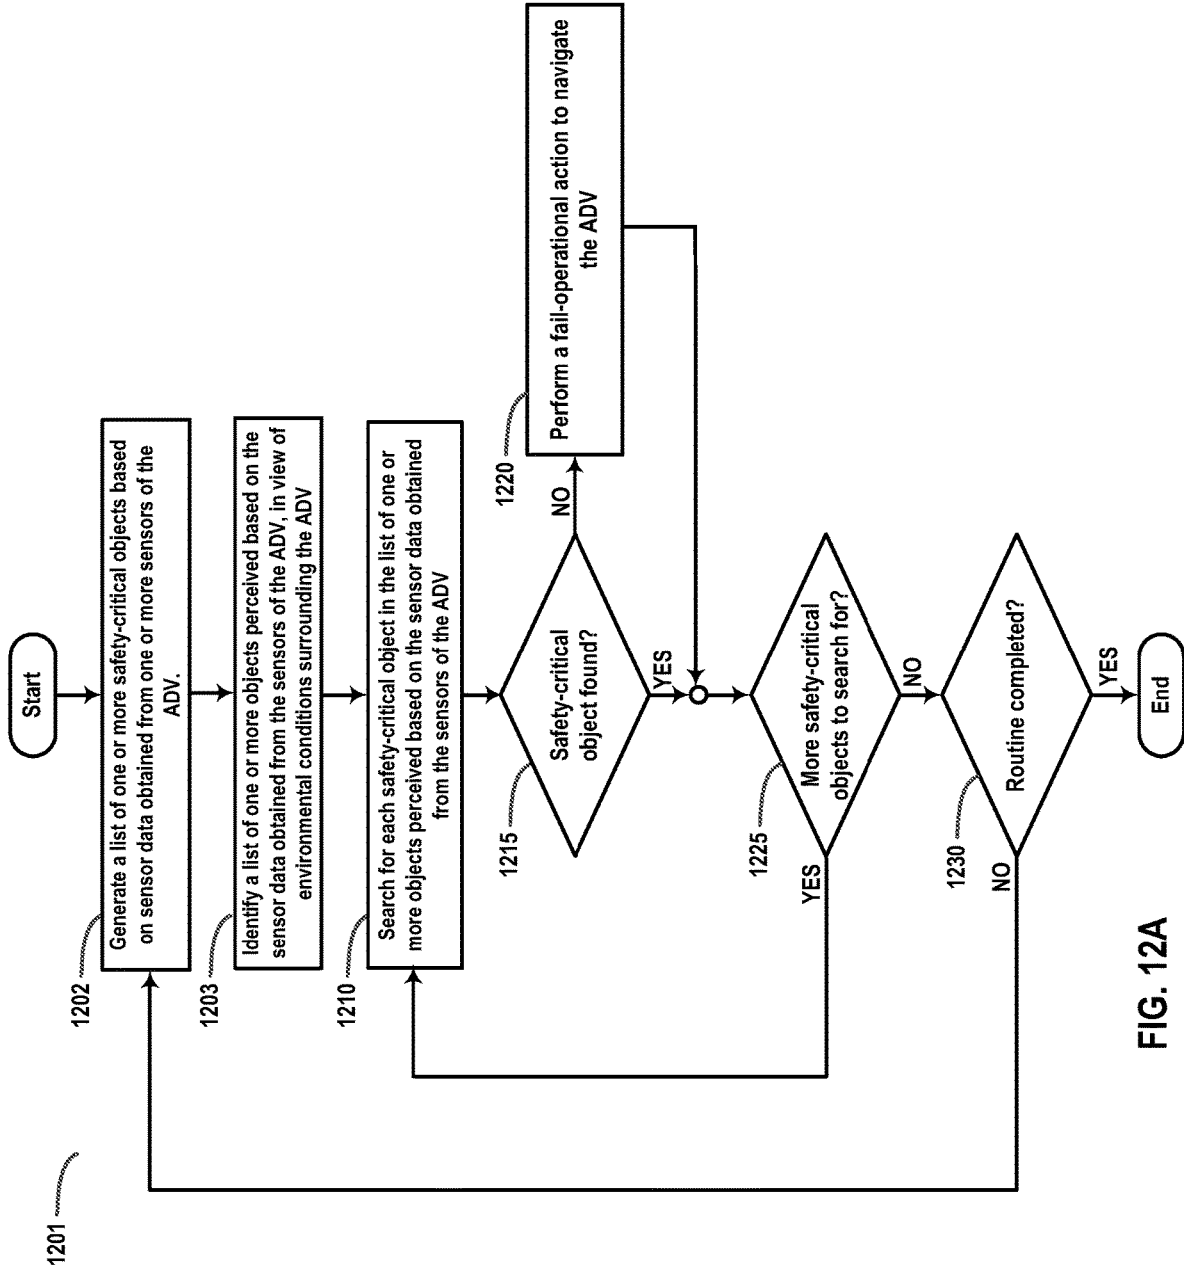 1201
Start
1202
Generate a list of one or more safety-critical objects based
on sensor data obtained from one or more sensors of the
ADV.
1203
Identify a list of one or more objects perceived based on the
sensor data obtained from the sensors of the ADV, in view of
environmental conditions surrounding the ADV
1210
Search for each safety-critical object in the list of one or
more objects perceived based on the sensor data obtained
from the sensors of the ADV
1215
Safety-critical
object found?
NO
YES
1220
Perform a fail-operational action to navigate
the ADV
1225
More safety-critical
objects to search for?
YES
NO
1230
Routine completed?
NO
YES
End
FIG. 12A